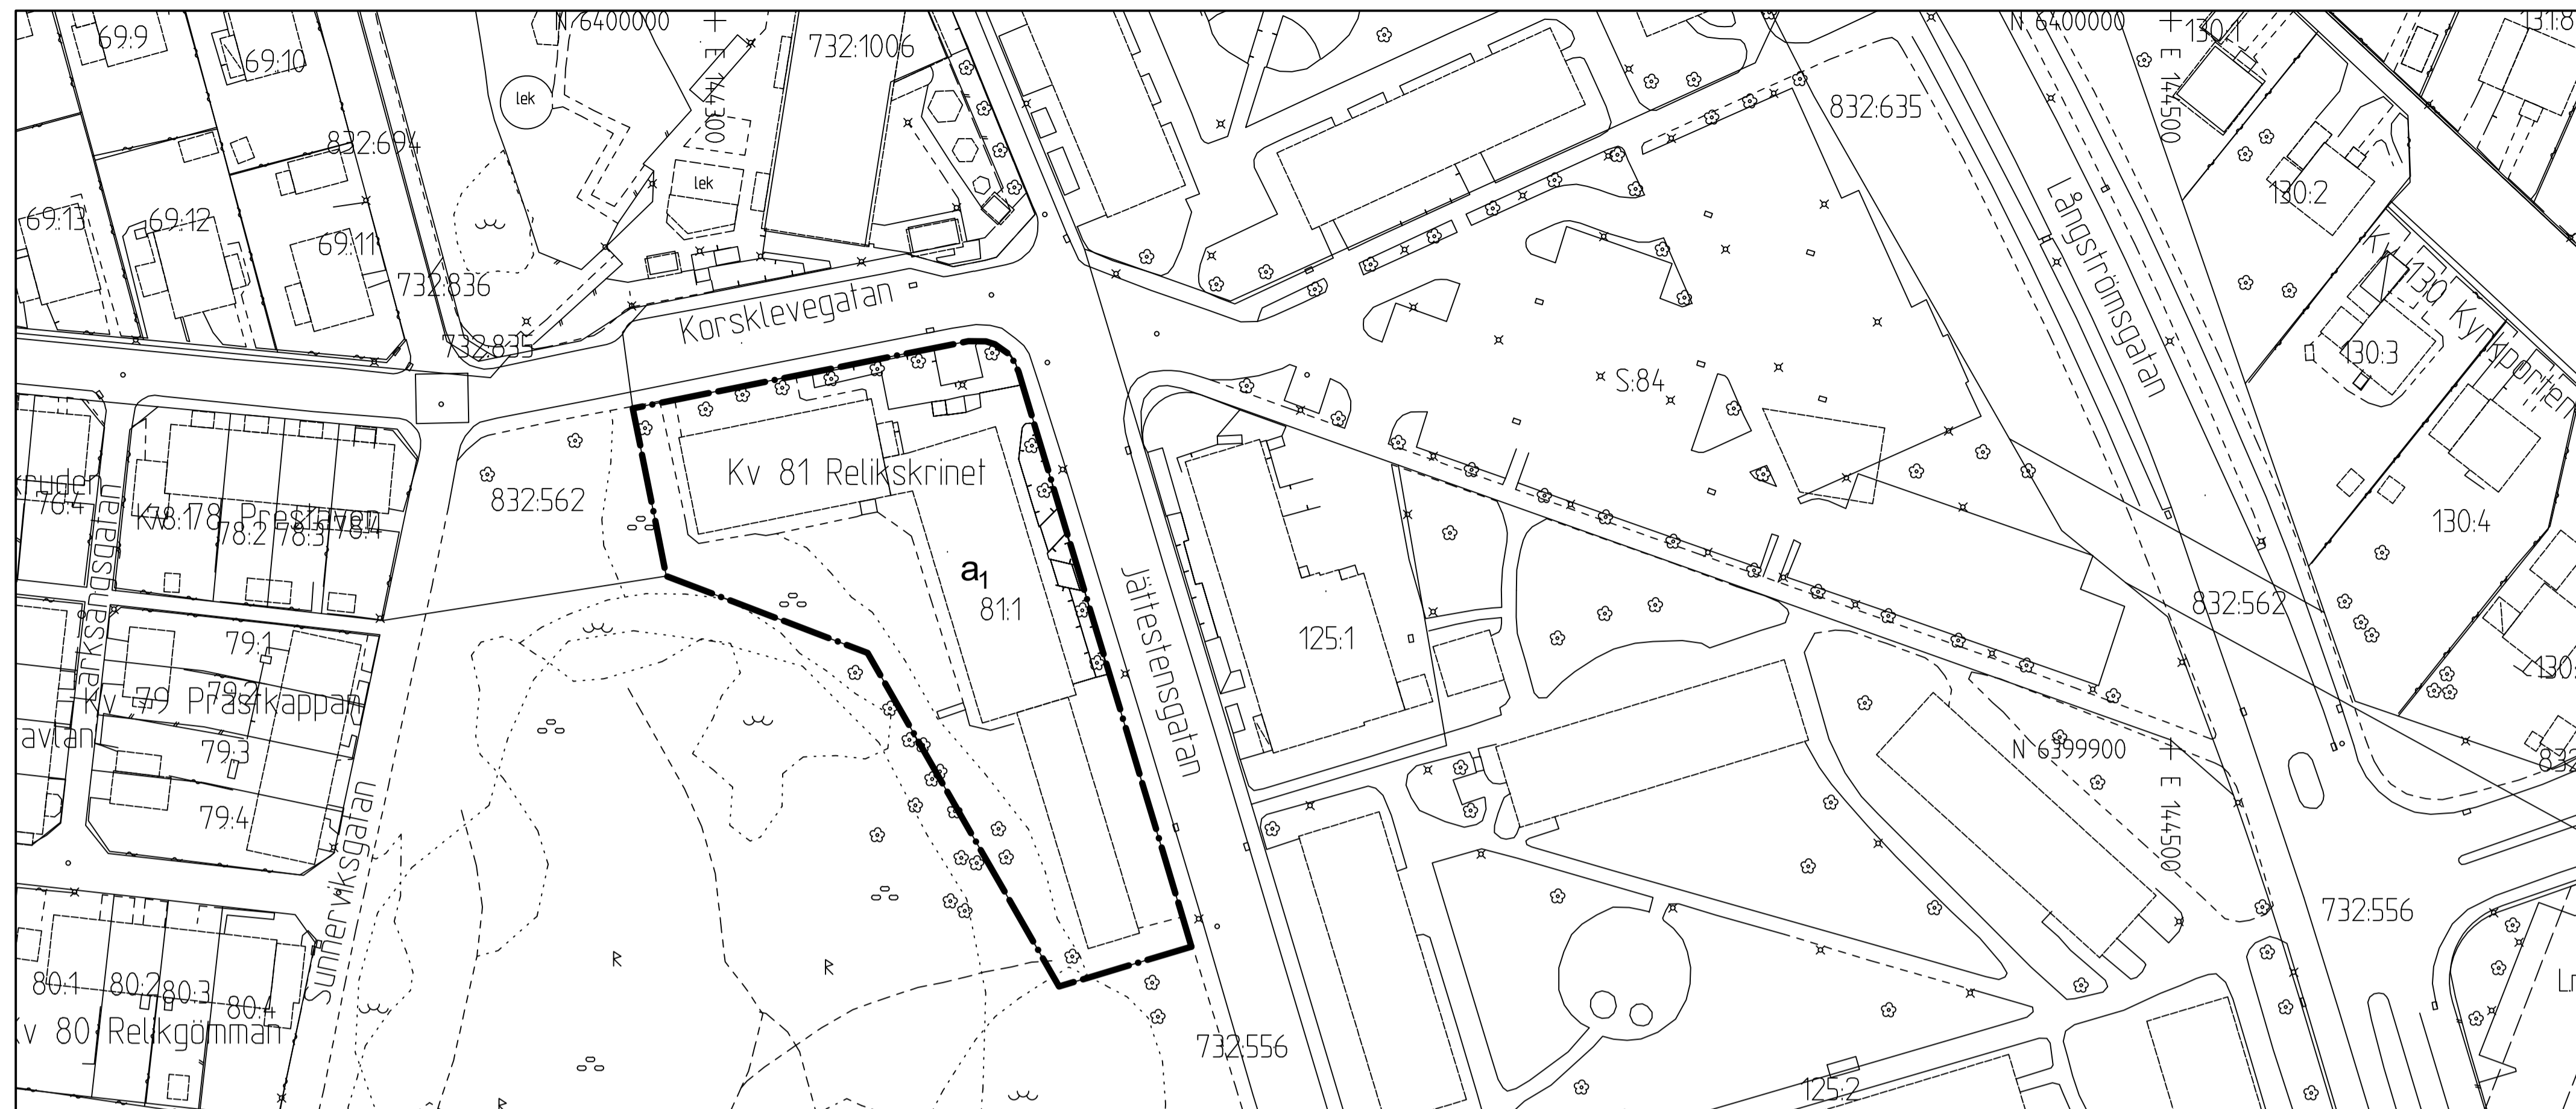 69:9
69:10
N 6400000
E 144300
732:1006
N 6400000
E 144500
130:1
131:8
lek
lek
832:694
832:635
69:13
69:12
69:11
732:836
732:835
Korsklevegatan
Långströmsgatan
130:2
Kv 130 Kyrkporten
130:3
S:84
76:4
Kv 78 Prästhaven
78:1
78:2
78:3
78:4
832:562
Kv 81 Relikskrinet
a1
81:1
Jättestensgatan
125:1
130:4
832:562
79:1
79:2
Kv 79 Prästkappan
79:3
79:4
avlan
Sunnerviksgatan
N 6399900
E 144500
732:556
80:1
80:2
80:3
80:4
Kv 80 Relikgömman
R
R
R
732:556
125:2